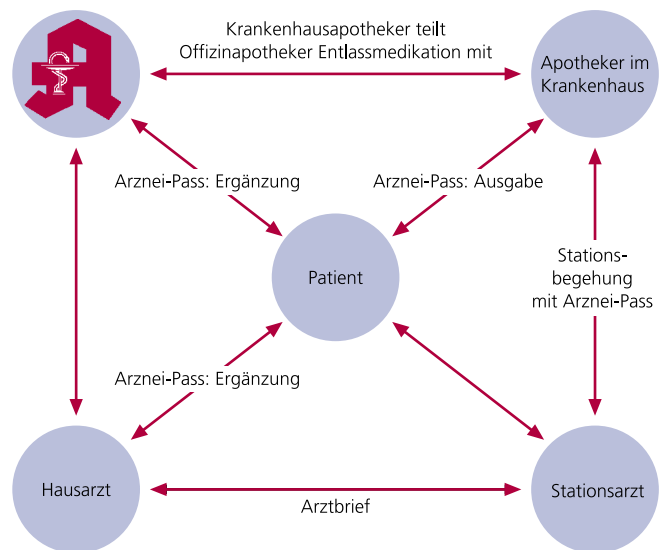 Krankenhausapotheker teilt
Offizinapotheker Entlassmedikation mit
A
Apotheker im
Krankenhaus
Arznei-Pass: Ergänzung
Arznei-Pass: Ausgabe
Patient
Stations-
begehung
mit Arznei-Pass
Arznei-Pass: Ergänzung
Hausarzt
Arztbrief
Stationsarzt